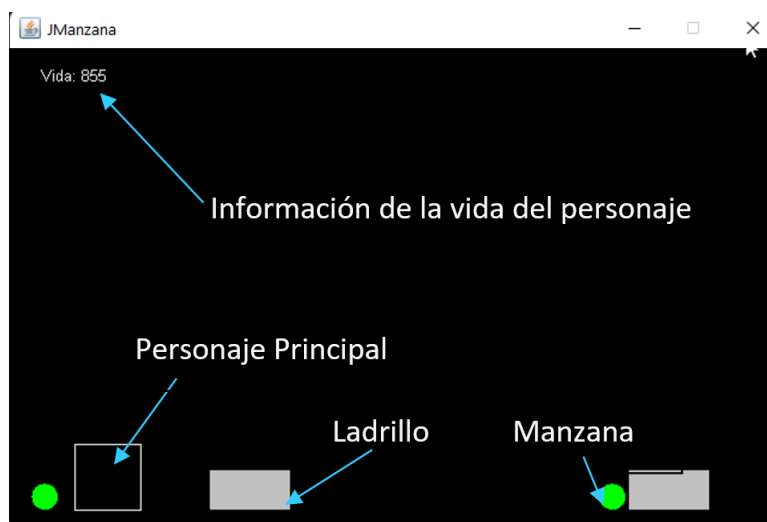 JManzana
Vida: 855
Información de la vida del personaje
Personaje Principal
Ladrillo
Manzana